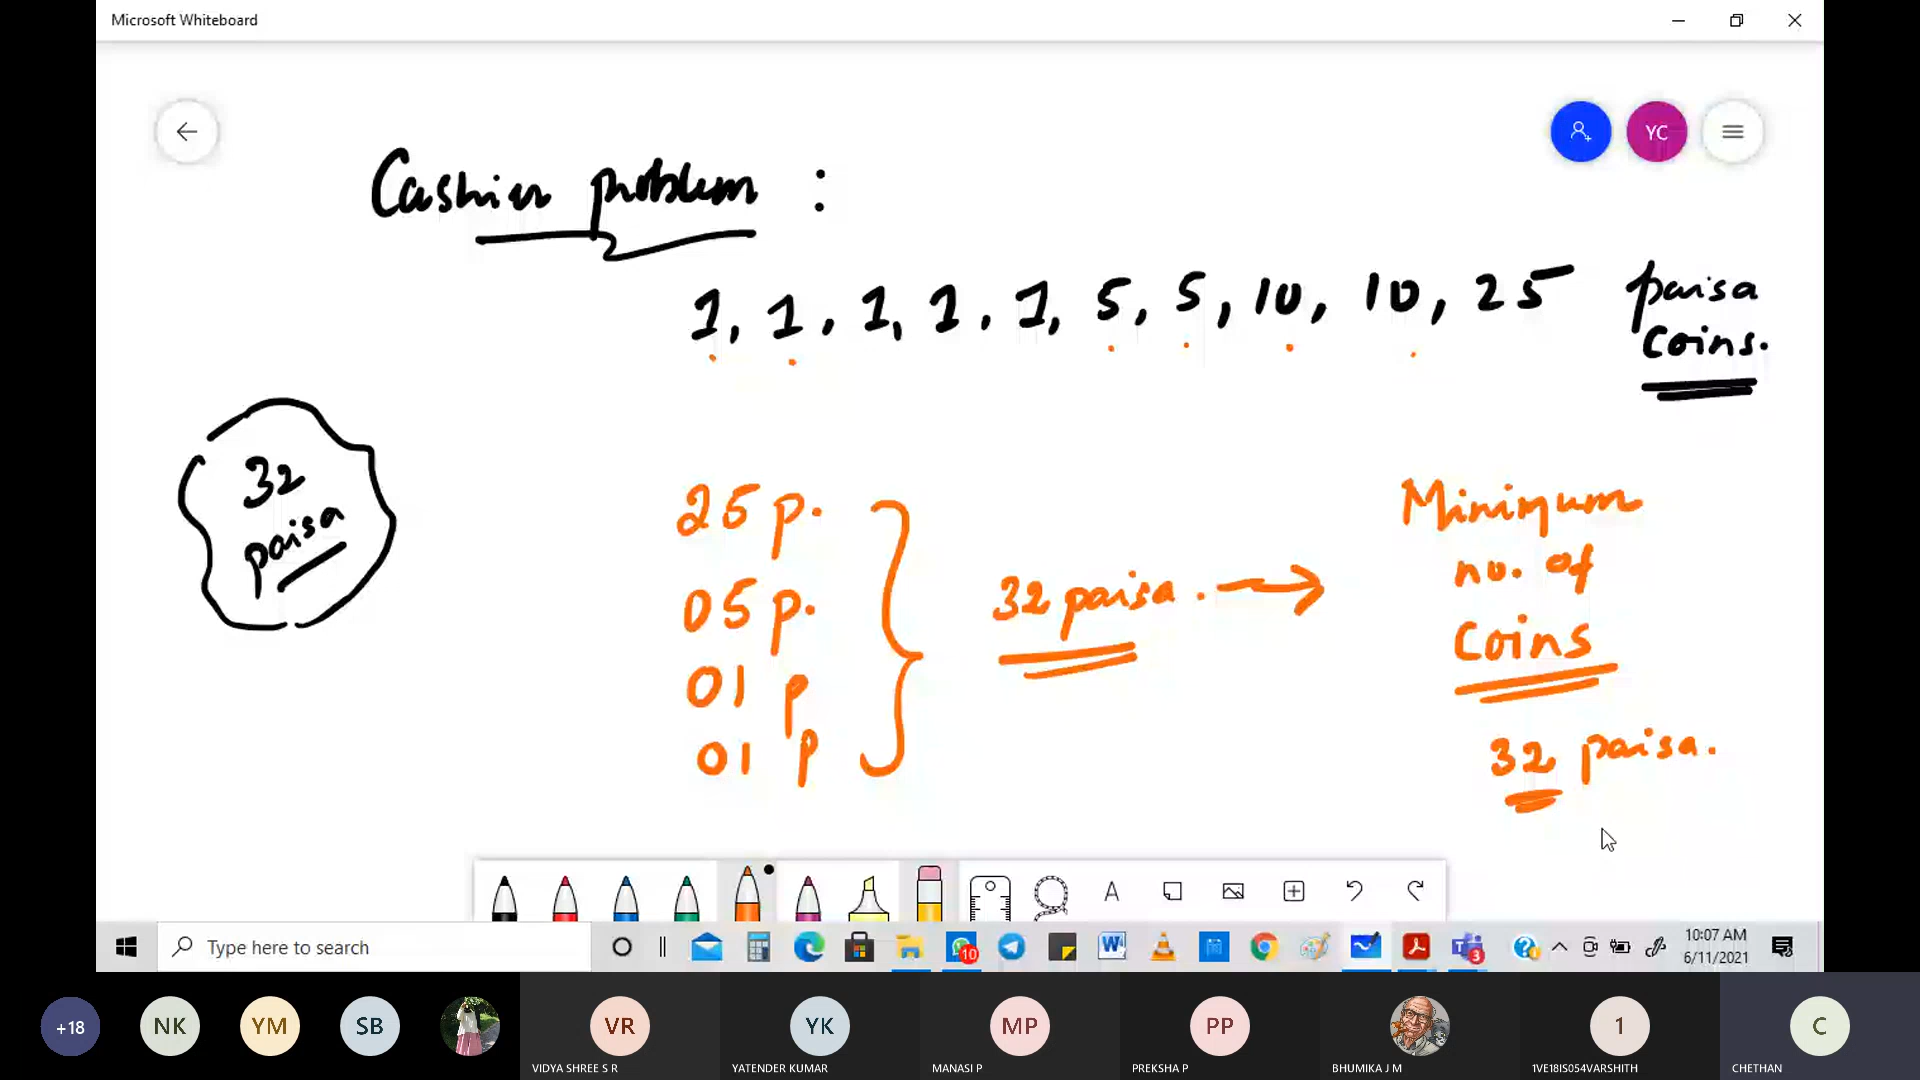 Microsoft Whiteboard
YC
Cashier problem :
1, 1, 1, 1, 1, 5, 5, 10, 10, 25 paisa
coins.
32
paisa
25 p.
05 p.
01 p
01 p
32 paisa.
Minimum
no. of
coins
32 paisa.
A
Type here to search
10
3
10:07 AM
6/11/2021
+18
NK
YM
SB
VR
YK
MP
PP
1
C
VIDYA SHREE S R
YATENDER KUMAR
MANASI P
PREKSHA P
BHUMIKA J M
1VE18IS054VARSHITH
CHETHAN